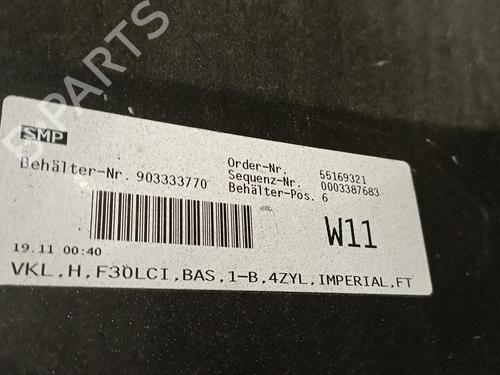 SMP
Behälter-Nr. 903333770
Order-Nr. 55169321
Sequenz-Nr. 0003387683
Behälter-Pos. 6
W11
19.11 00:40
VKL,H,F30LCI,BAS,1-B,4ZYL,IMPERIAL,FT
B-PARTS